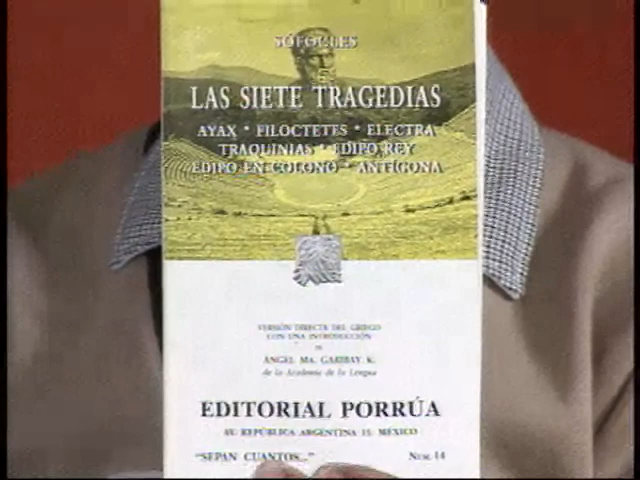 SÓFOCLES
LAS SIETE TRAGEDIAS
AYAX * FILOCTETES * ELECTRA
TRAQUINIAS * EDIPO REY
EDIPO EN COLONO * ANTÍGONA
VERSIÓN DIRECTA DEL GRIEGO
CON UNA INTRODUCCIÓN
DE
ÁNGEL MA. GARIBAY K.
de la Academia de la Lengua
EDITORIAL PORRÚA
AV. REPÚBLICA ARGENTINA 15, MÉXICO
"SEPAN CUANTOS..." NÚM. 14